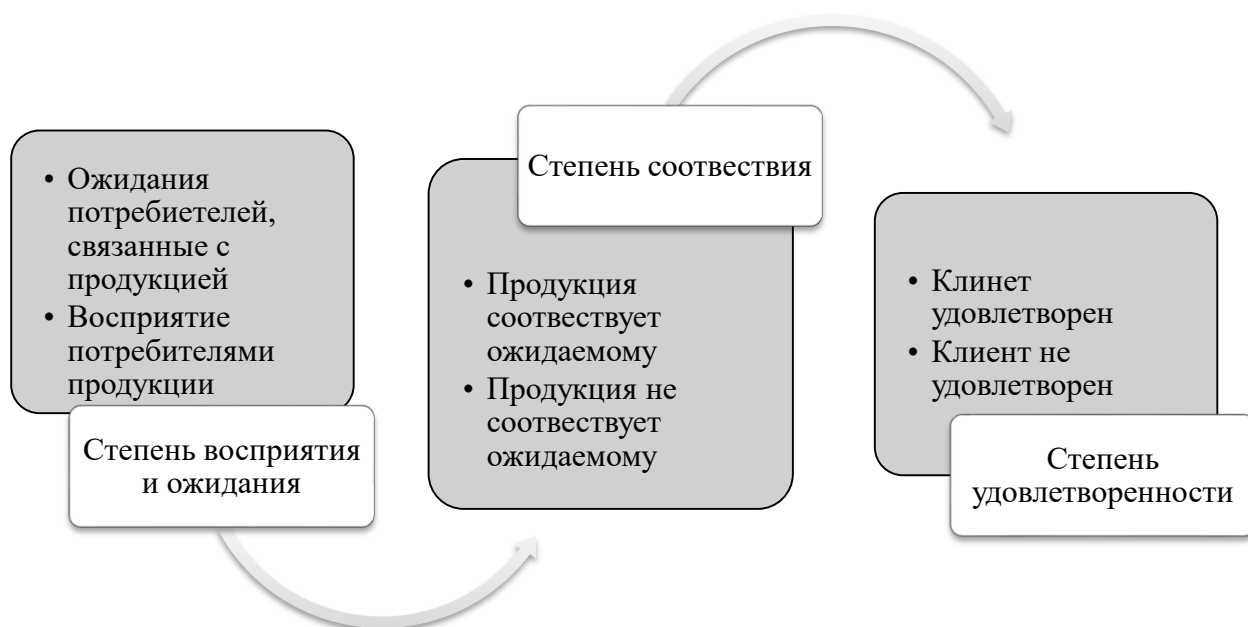 • Ожидания
потребиетелей,
связанные с
продукцией
• Восприятие
потребителями
продукции
Степень восприятия
и ожидания
Степень соотвествия
• Продукция
соотвествует
ожидаемому
• Продукция не
соотвествует
ожидаемому
• Клинет
удовлетворен
• Клиент не
удовлетворен
Степень
удовлетворенности